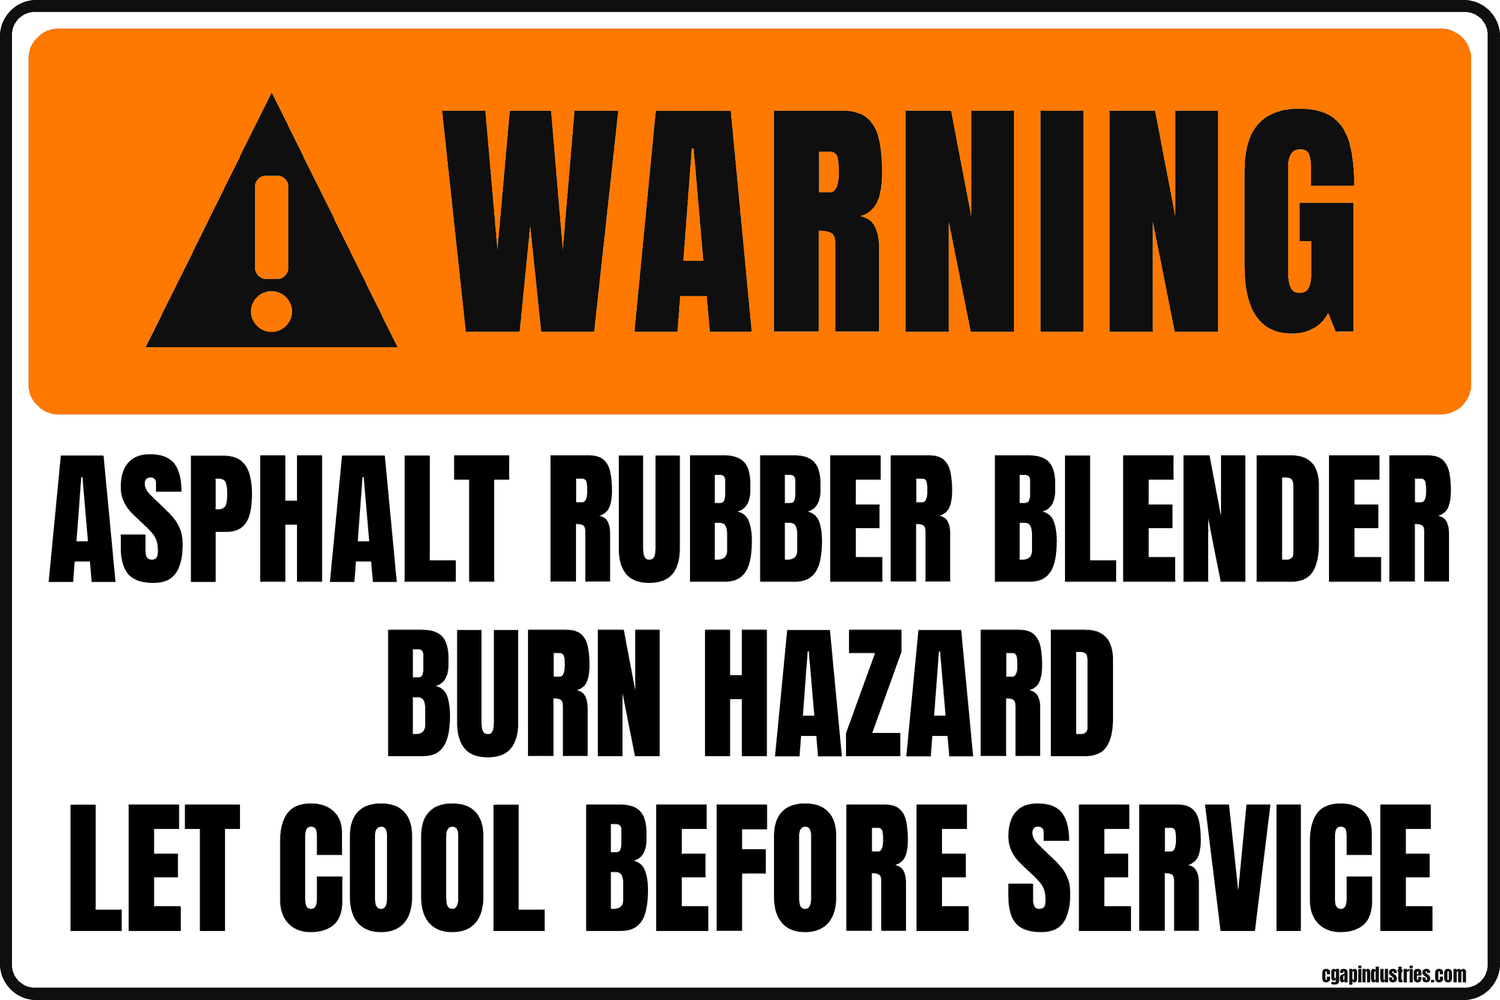 WARNING
ASPHALT RUBBER BLENDER
BURN HAZARD
LET COOL BEFORE SERVICE
cgapindustries.com